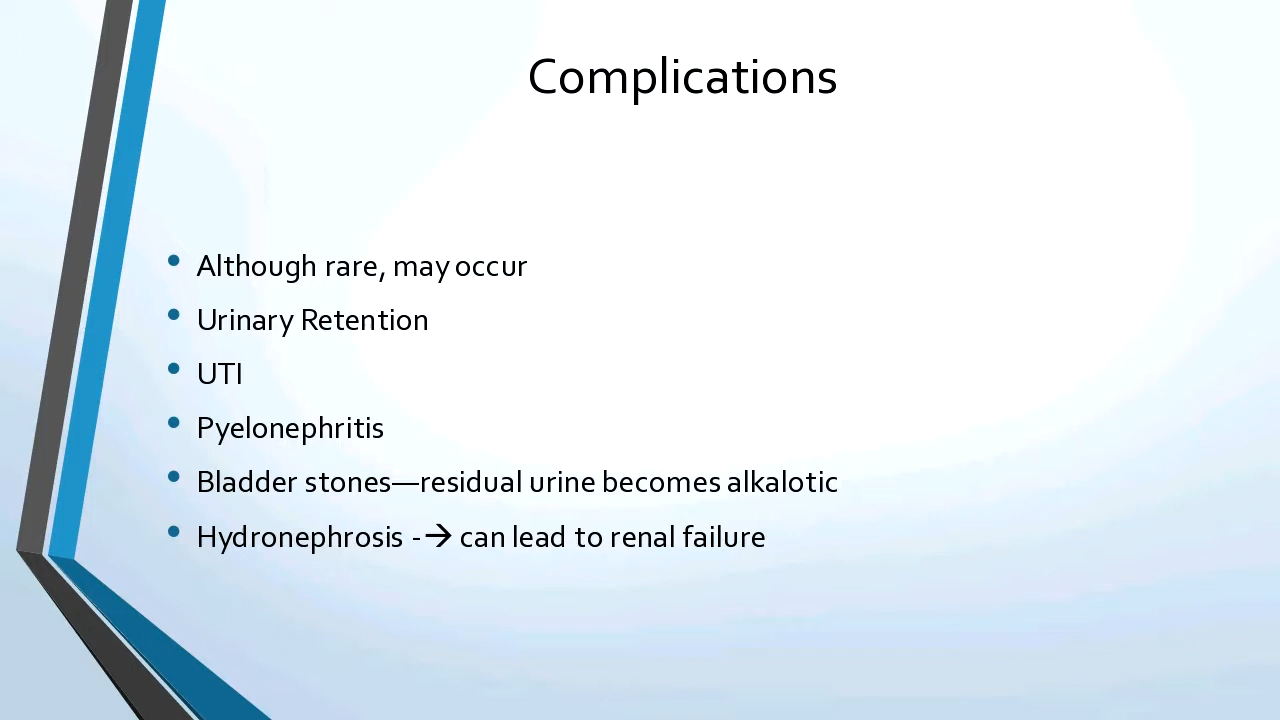 Complications
• Although rare, may occur
• Urinary Retention
• UTI
• Pyelonephritis
• Bladder stones—residual urine becomes alkalotic
• Hydronephrosis -→ can lead to renal failure